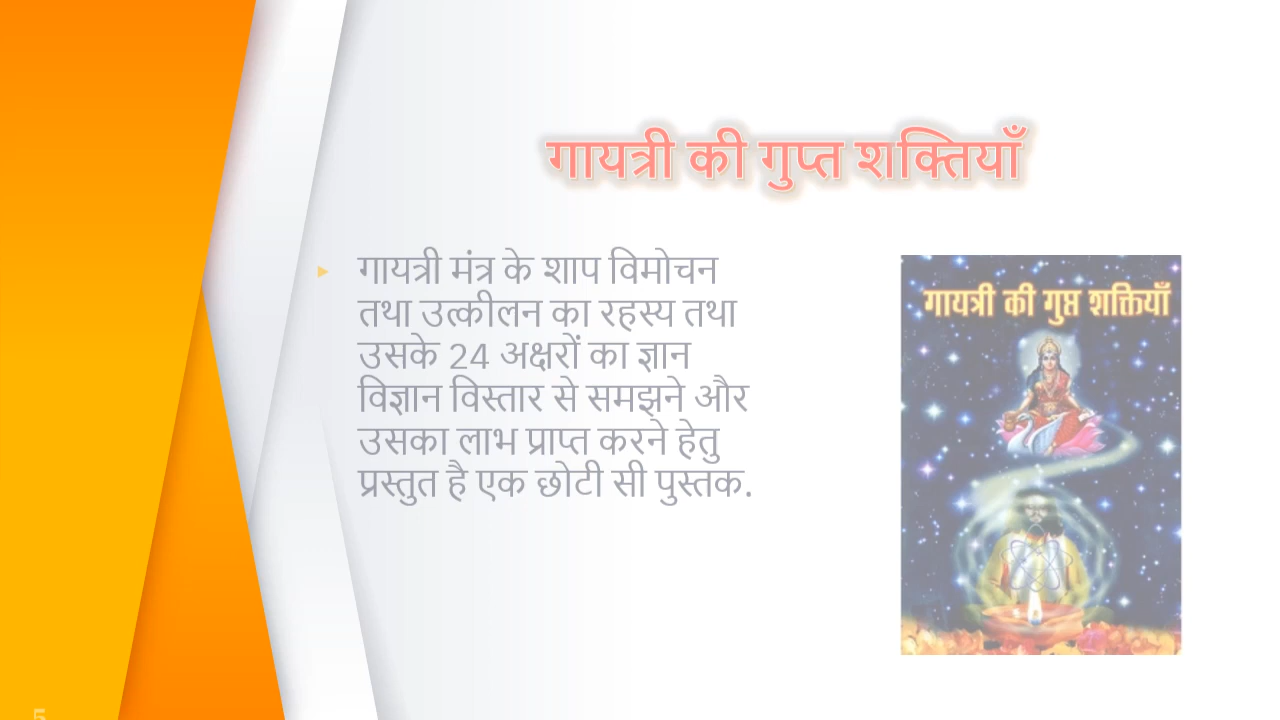 गायत्री की गुप्त शक्तियाँ
गायत्री मंत्र के शाप विमोचन
तथा उत्कीलन का रहस्य तथा
उसके 24 अक्षरों का ज्ञान
विज्ञान विस्तार से समझने और
उसका लाभ प्राप्त करने हेतु
प्रस्तुत है एक छोटी सी पुस्तक.
गायत्री की गुप्त शक्तियाँ
5